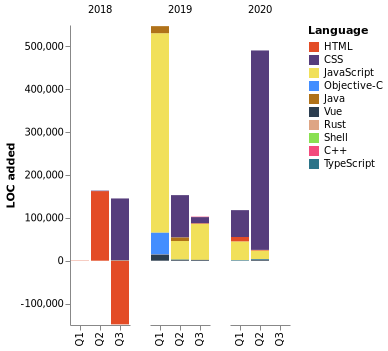 2018 2019 2020
Language
HTML
CSS
JavaScript
Objective-C
Java
Vue
Rust
Shell
C++
TypeScript
LOC added
500,000
400,000
300,000
200,000
100,000
0
-100,000
Q1 Q2 Q3 Q1 Q2 Q3 Q1 Q2 Q3